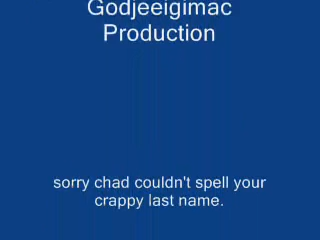 Godjeeigimac
Production
sorry chad couldn't spell your
crappy last name.